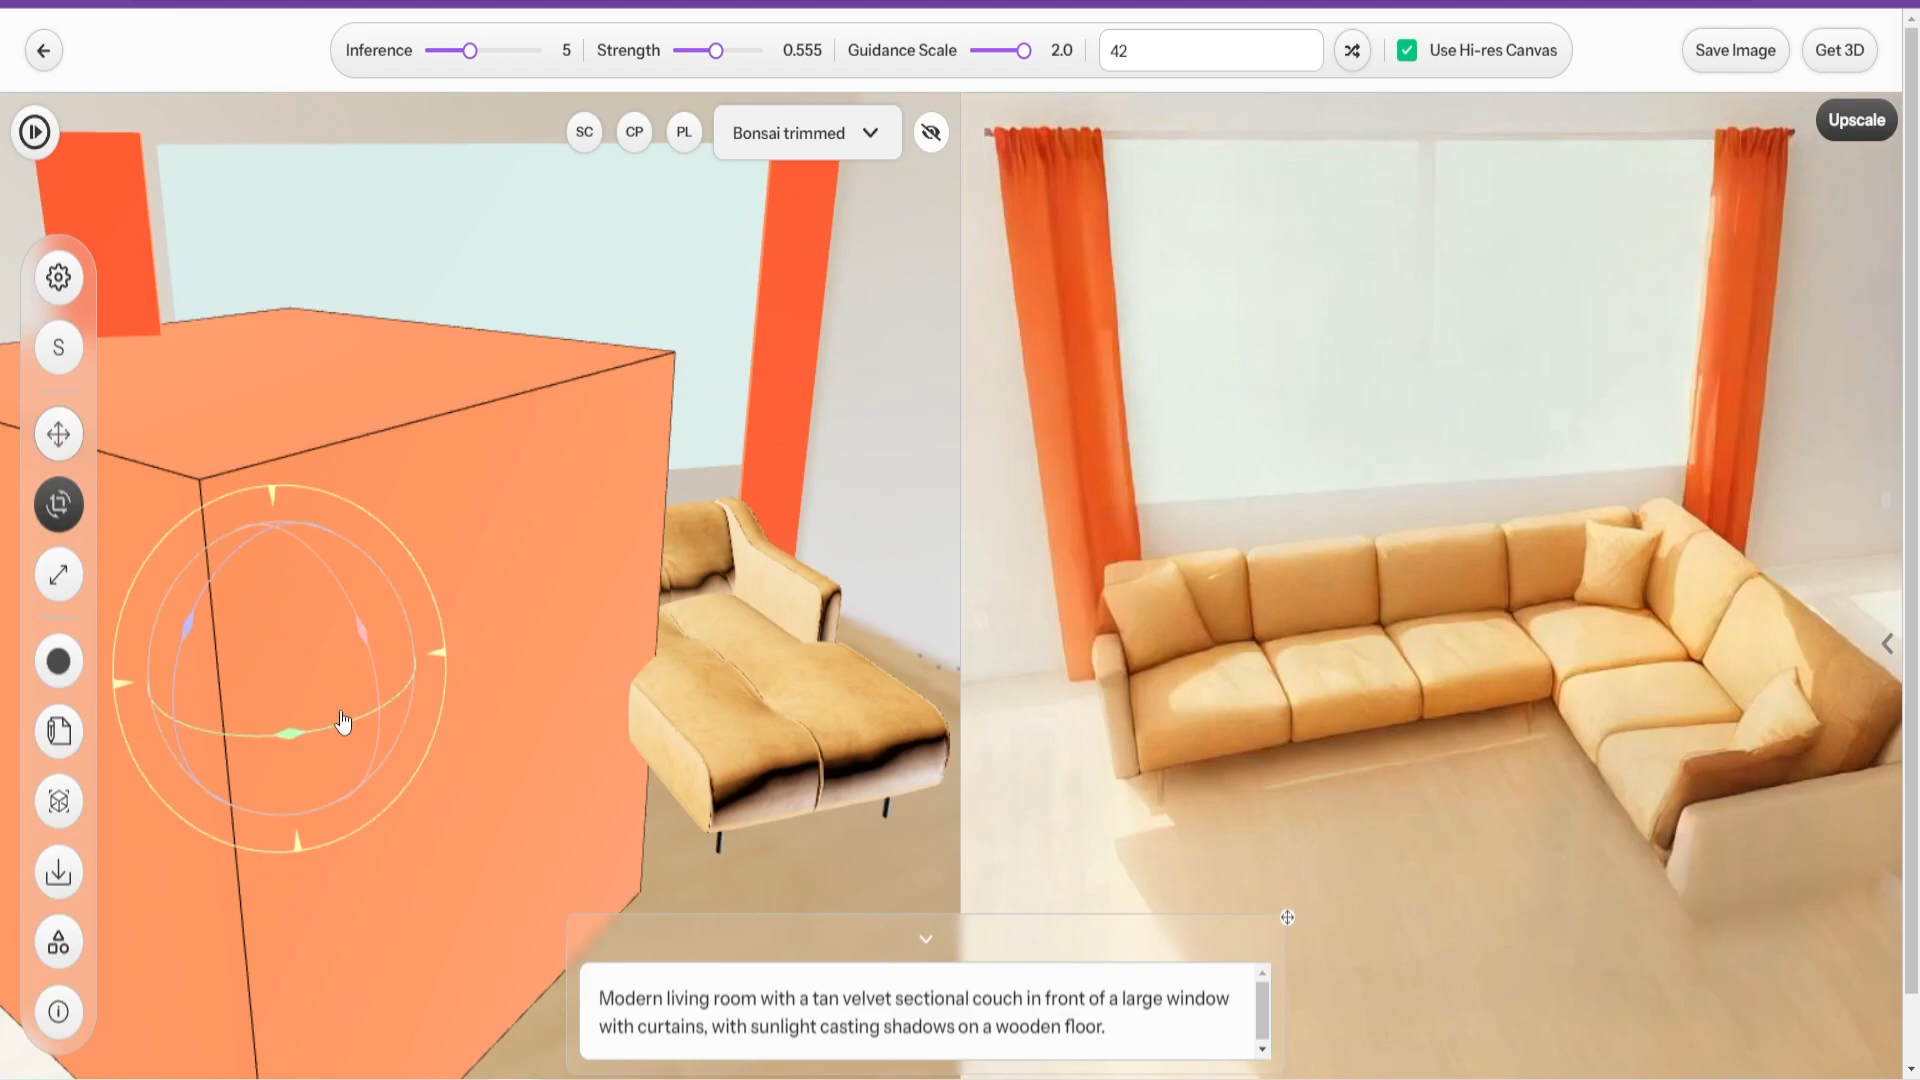 Inference 5 Strength 0.555 Guidance Scale 2.0 42 Use Hi-res Canvas Save Image Get 3D
SC CP PL Bonsai trimmed Upscale
S
Modern living room with a tan velvet sectional couch in front of a large window
with curtains, with sunlight casting shadows on a wooden floor.